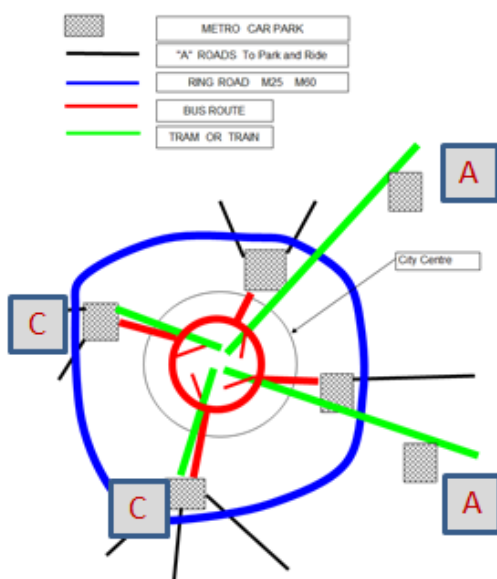 METRO CAR PARK
"A" ROADS To Park and Ride
RING ROAD M25 M60
BUS ROUTE
TRAM OR TRAIN
A
City Centre
C
C
A